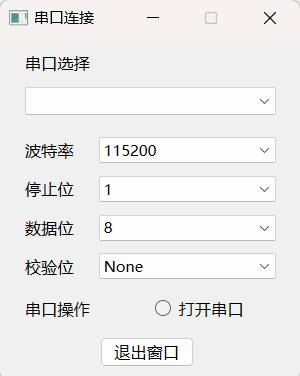 串口连接
串口选择
波特率 115200
停止位 1
数据位 8
校验位 None
串口操作 打开串口
退出窗口